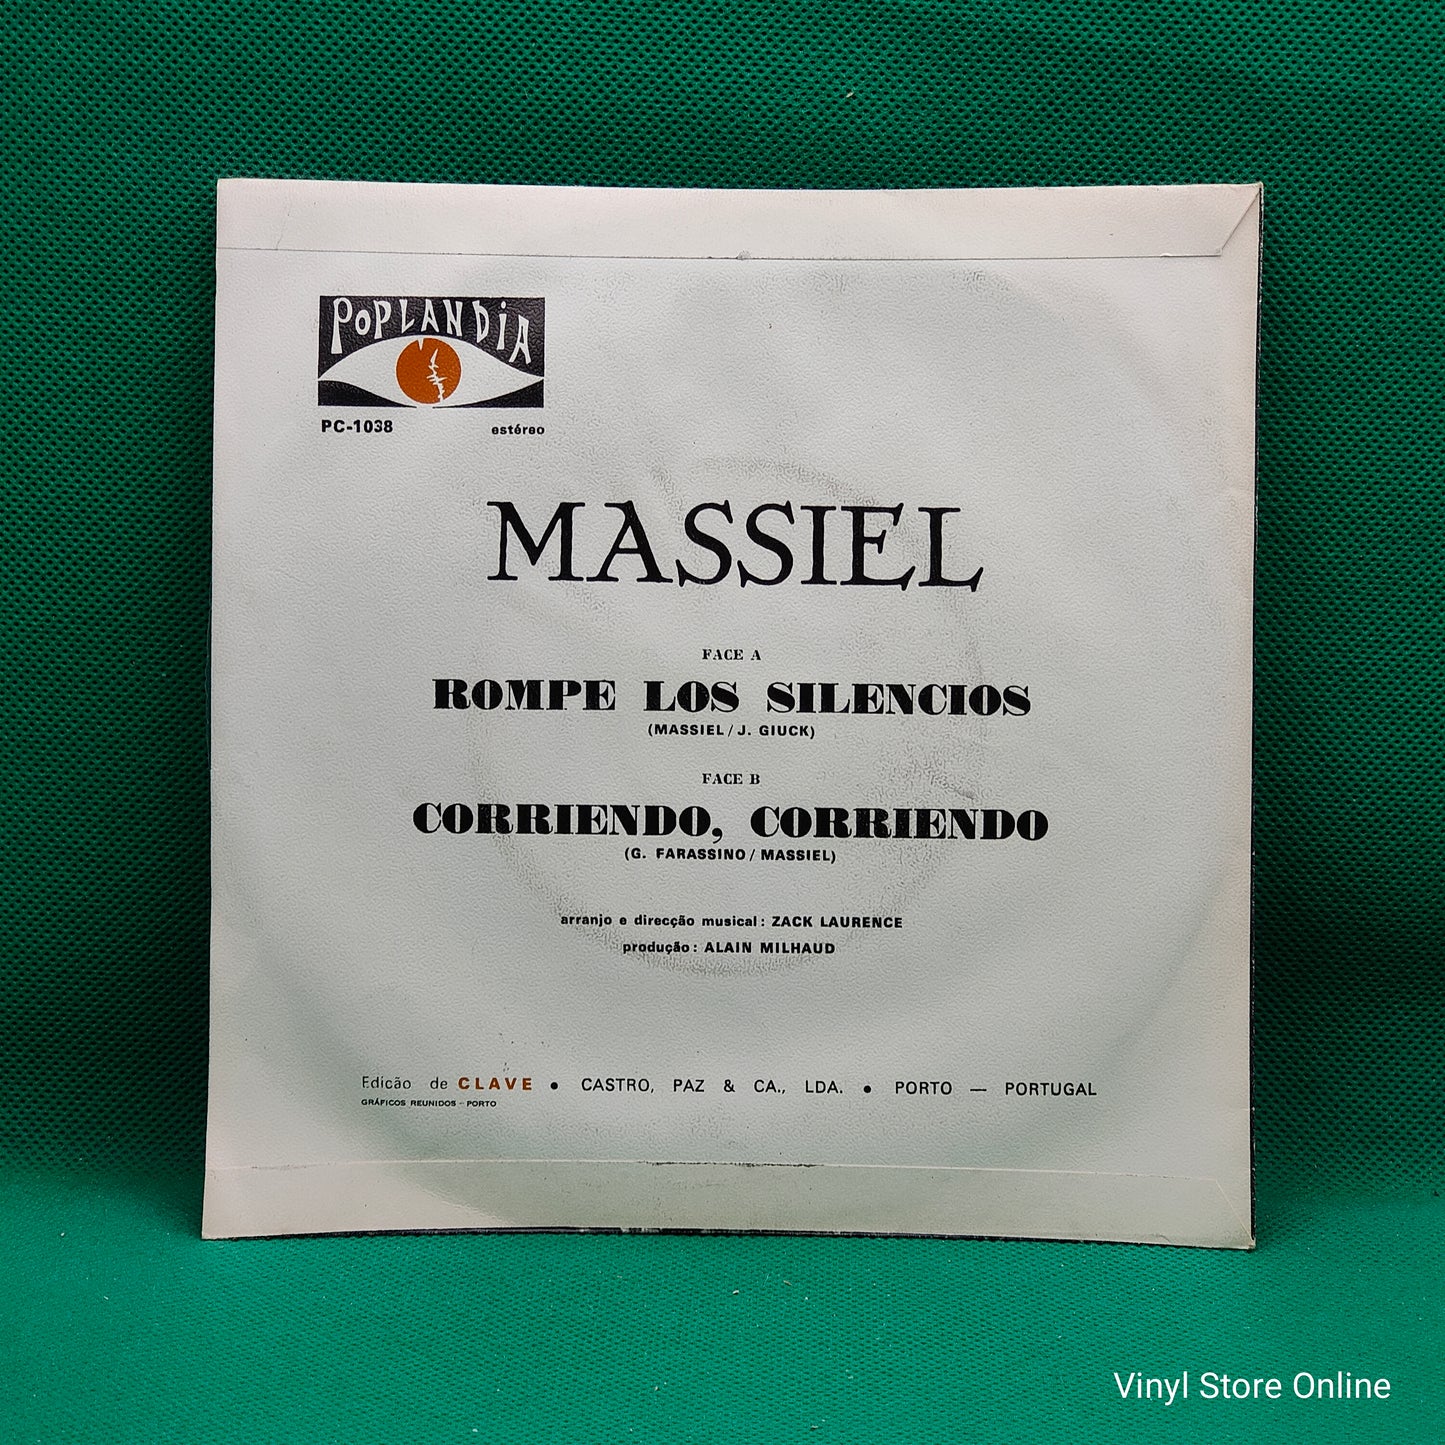 POPLANDIA
PC-1038 estéreo
MASSIEL
FACE A
ROMPE LOS SILENCIOS
(MASSIEL / J. GIUCK)
FACE B
CORRIENDO, CORRIENDO
(G. FARASSINO / MASSIEL)
arranjo e direcção musical : ZACK LAURENCE
produção : ALAIN MILHAUD
Edicão de CLAVE • CASTRO, PAZ & CA., LDA. • PORTO — PORTUGAL
GRÁFICOS REUNIDOS - PORTO
Vinyl Store Online